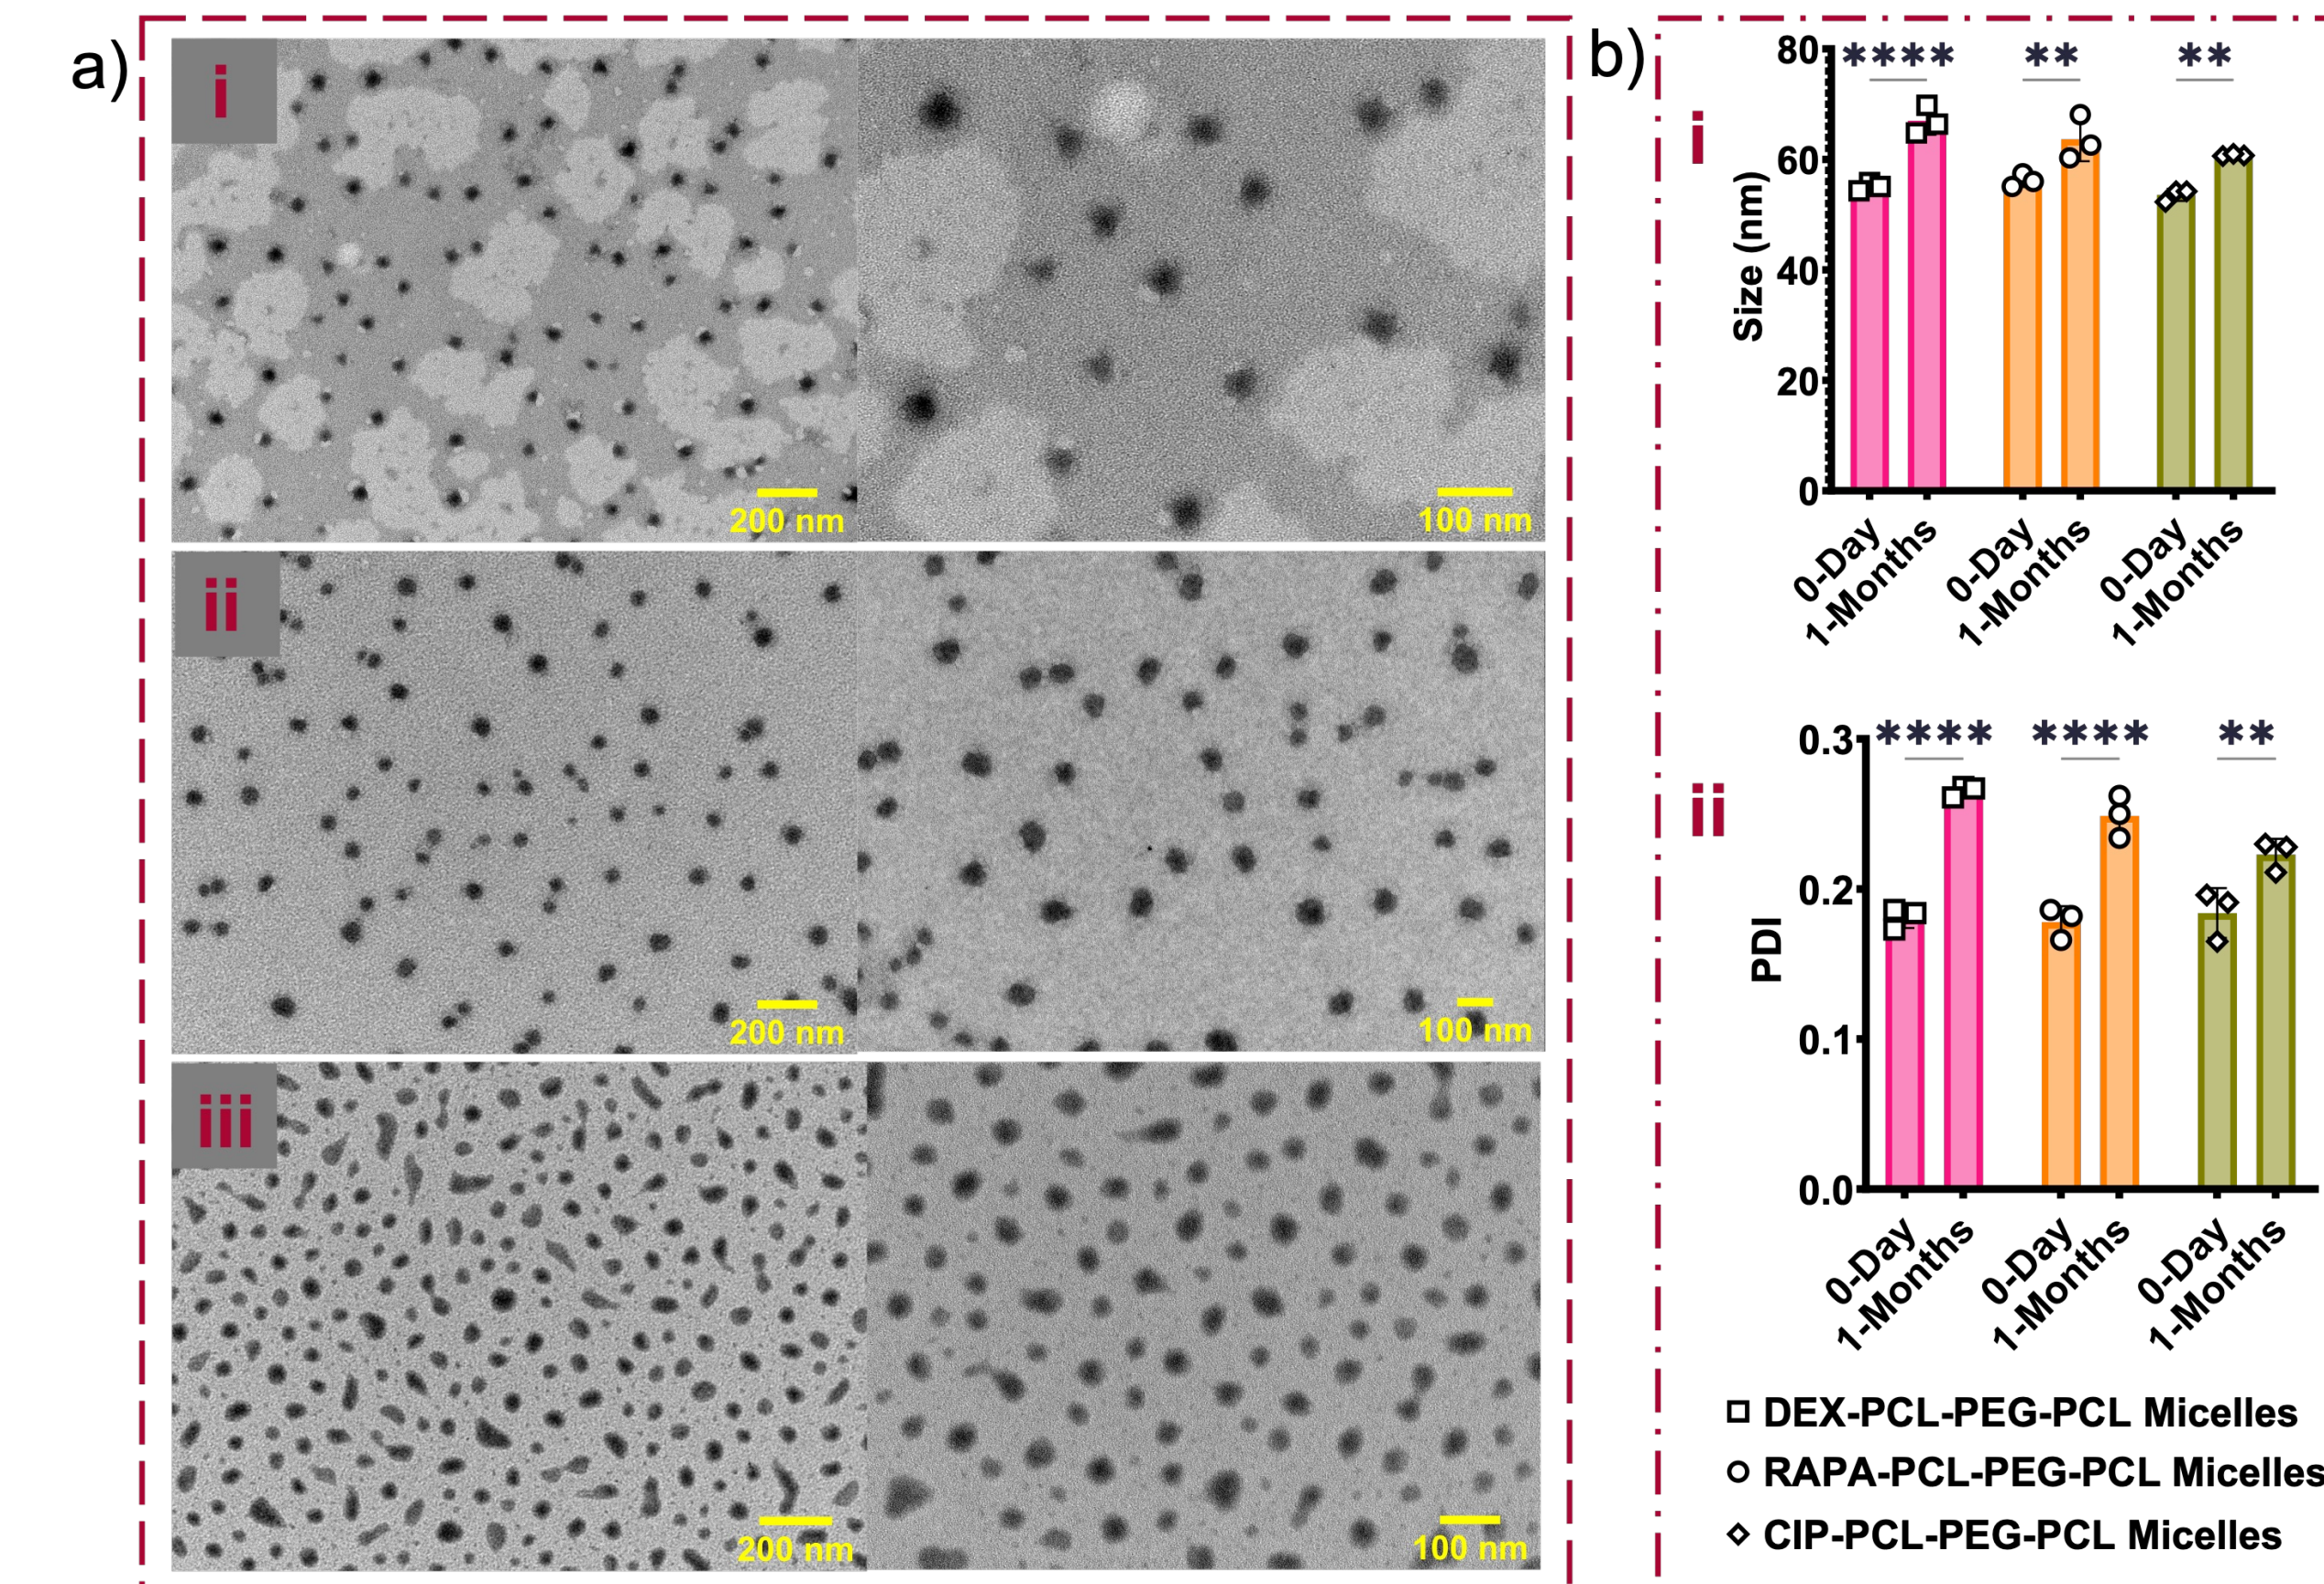 a)
i
200 nm
100 nm
ii
200 nm
100 nm
iii
200 nm
100 nm
b)
i
80
60
40
20
0
Size (nm)
**** ** **
0-Day
1-Months
0-Day
1-Months
0-Day
1-Months
ii
0.3
0.2
0.1
0.0
PDI
**** **** **
0-Day
1-Months
0-Day
1-Months
0-Day
1-Months
DEX-PCL-PEG-PCL Micelles
RAPA-PCL-PEG-PCL Micelles
CIP-PCL-PEG-PCL Micelles